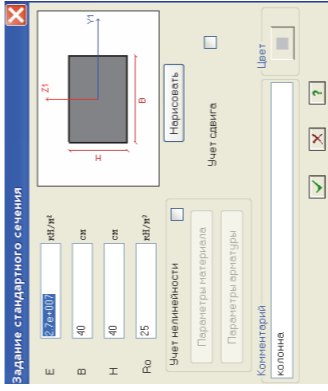 Задание стандартного сечения
E 2.7e+007 кН/м²
B 40 см
H 40 см
Ro 25 кН/м³
Z1
Y1
H
B
Нарисовать
Учет сдвига
Учет нелинейности
Параметры материала
Параметры арматуры
Комментарий
колонна
Цвет
?